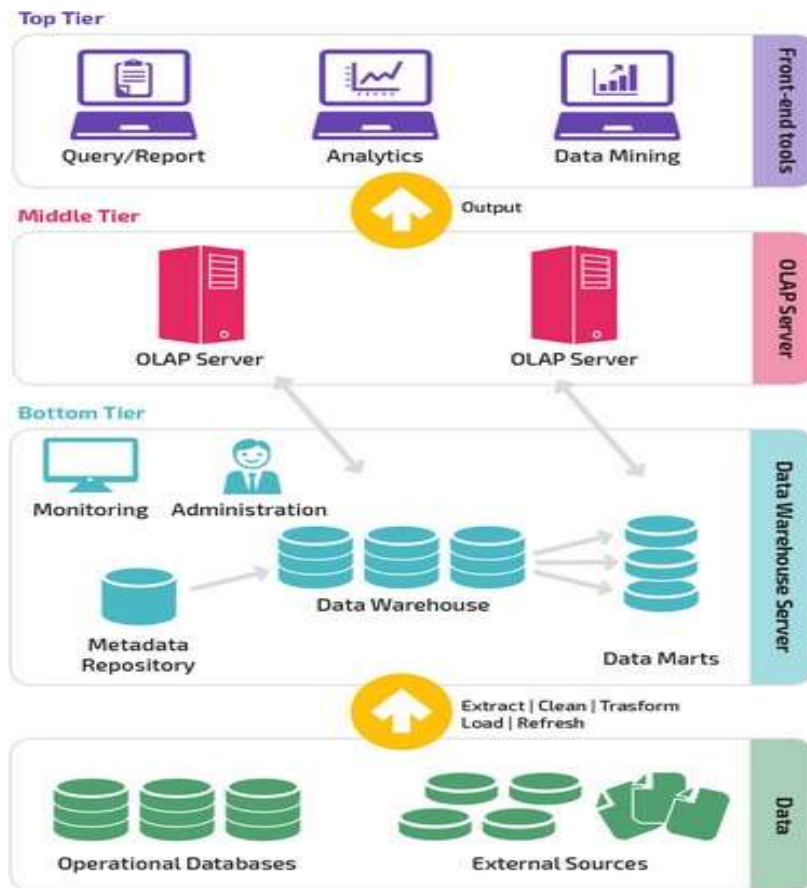 Top Tier
Query/Report
Analytics
Data Mining
Front-end tools
Output
Middle Tier
OLAP Server
OLAP Server
OLAP Server
Bottom Tier
Monitoring
Administration
Data Warehouse
Metadata
Repository
Data Marts
Data Warehouse Server
Extract | Clean | Trasform
Load | Refresh
Operational Databases
External Sources
Data